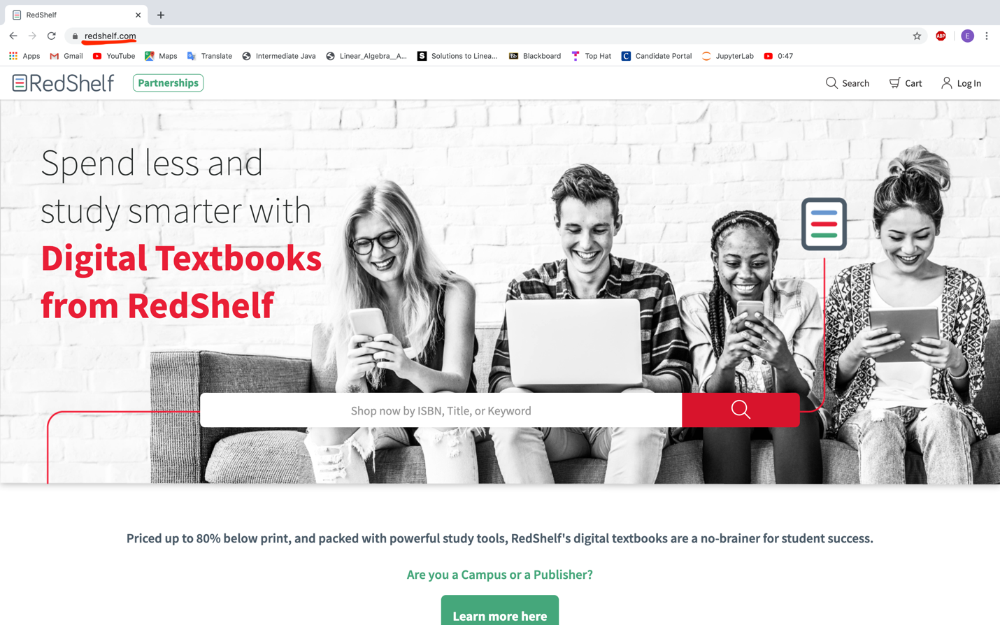 RedShelf
redshelf.com
ABP
E
Apps Gmail YouTube Maps Translate Intermediate Java Linear_Algebra__A... S Solutions to Linea... Bb Blackboard Top Hat C Candidate Portal JupyterLab 0:47
RedShelf Partnerships Search Cart Log In
Spend less and
study smarter with
Digital Textbooks
from RedShelf
Shop now by ISBN, Title, or Keyword
Priced up to 80% below print, and packed with powerful study tools, RedShelf's digital textbooks are a no-brainer for student success.
Are you a Campus or a Publisher?
Learn more here